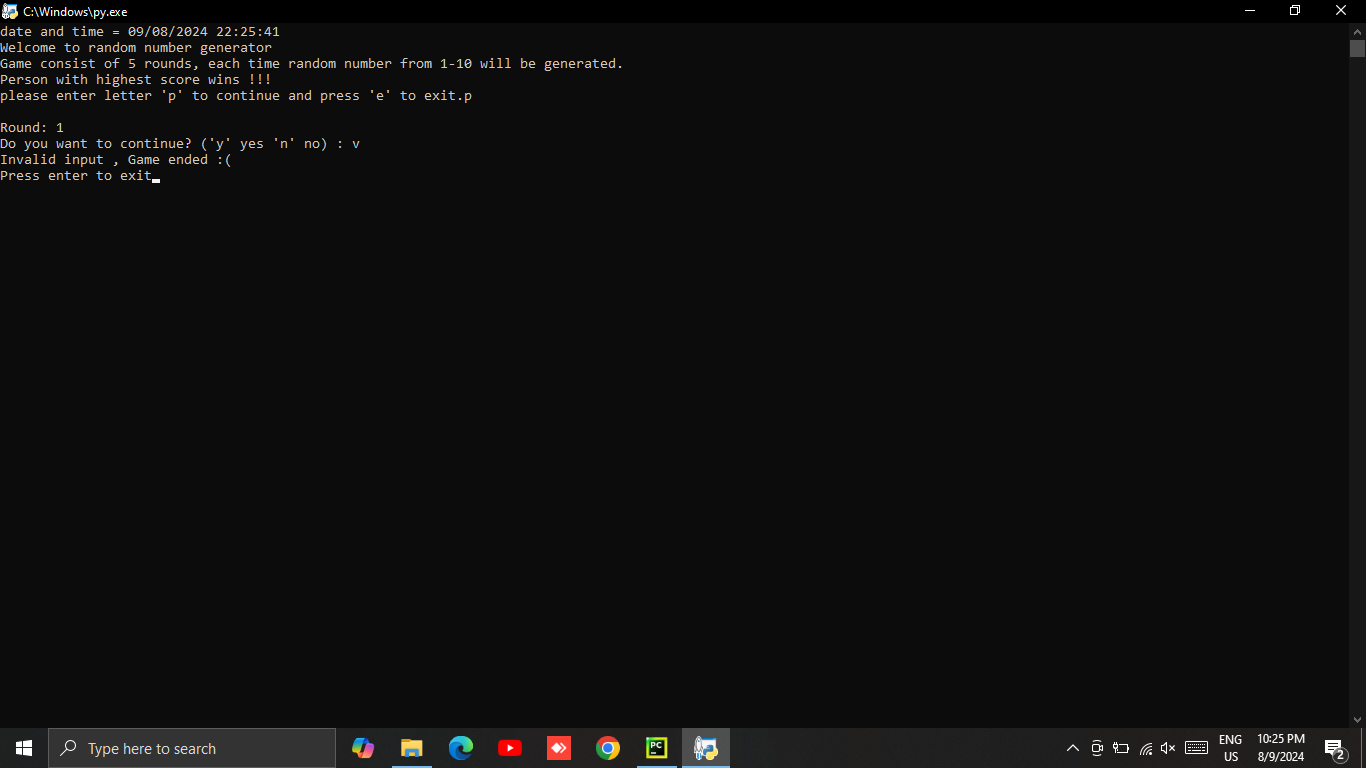 C:\Windows\py.exe
date and time = 09/08/2024 22:25:41
Welcome to random number generator
Game consist of 5 rounds, each time random number from 1-10 will be generated.
Person with highest score wins !!!
please enter letter 'p' to continue and press 'e' to exit.p
Round: 1
Do you want to continue? ('y' yes 'n' no) : v
Invalid input , Game ended :(
Press enter to exit
Type here to search
PC
ENG
US
10:25 PM
8/9/2024
2